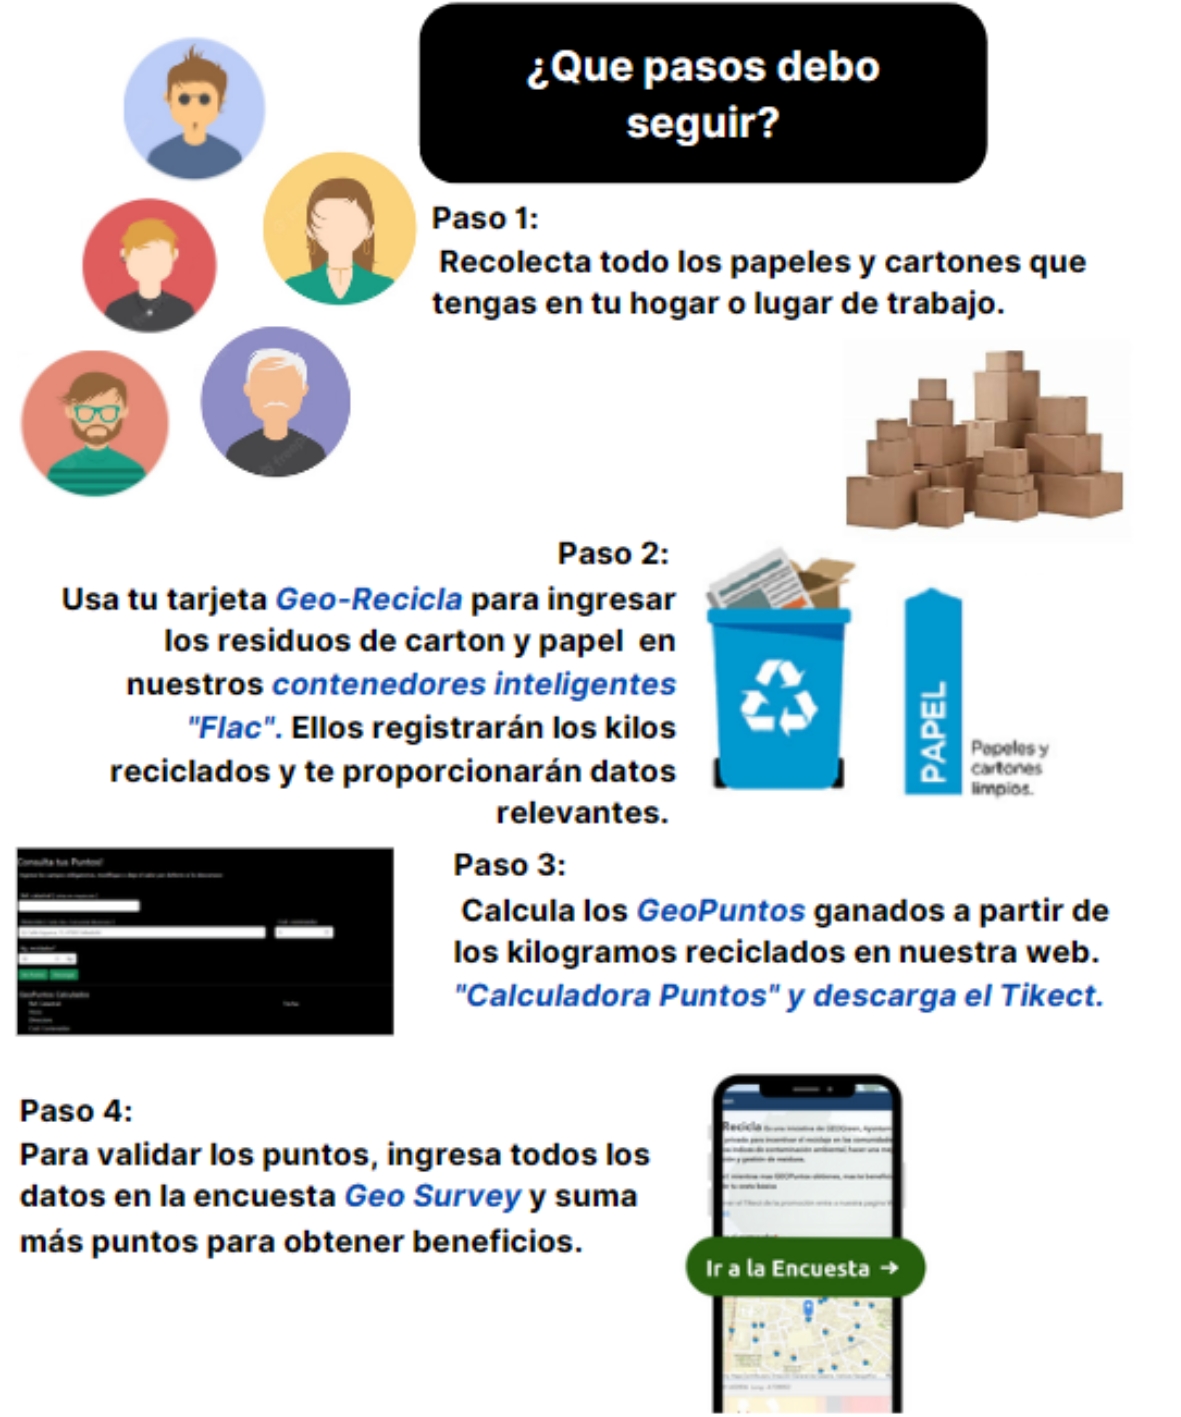 ¿Que pasos debo
seguir?
Paso 1:
Recolecta todo los papeles y cartones que
tengas en tu hogar o lugar de trabajo.
Paso 2:
Usa tu tarjeta Geo-Recicla para ingresar
los residuos de carton y papel en
nuestros contenedores inteligentes
"Flac". Ellos registrarán los kilos
reciclados y te proporcionarán datos
relevantes.
PAPEL
Papeles y
cartones
limpios.
Consulta tus Puntos!
Paso 3:
Calcula los GeoPuntos ganados a partir de
los kilogramos reciclados en nuestra web.
"Calculadora Puntos" y descarga el Tikect.
GeoPuntos Calculados
Paso 4:
Para validar los puntos, ingresa todos los
datos en la encuesta Geo Survey y suma
más puntos para obtener beneficios.
Recicla Es una iniciativa de
Ir a la Encuesta →